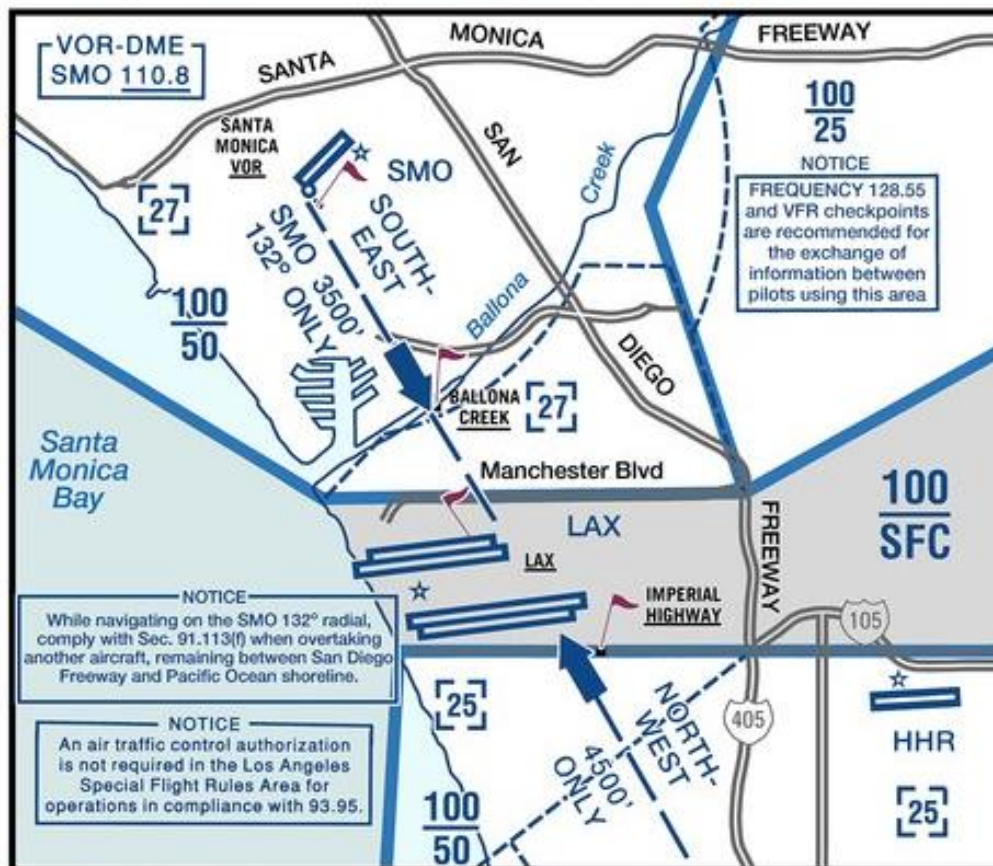 VOR-DME
SMO 110.8
SANTA
MONICA
FREEWAY
SANTA
MONICA
VOR
SMO
SAN
Creek
100
25
NOTICE
FREQUENCY 128.55
and VFR checkpoints
are recommended for
the exchange of
information between
pilots using this area
27
SMO 3500'
132° ONLY
SOUTH-
EAST
Ballona
DIEGO
100
50
BALLONA
CREEK
27
Santa
Monica
Bay
Manchester Blvd
LAX
LAX
FREEWAY
100
SFC
IMPERIAL
HIGHWAY
105
NOTICE
While navigating on the SMO 132° radial,
comply with Sec. 91.113(f) when overtaking
another aircraft, remaining between San Diego
Freeway and Pacific Ocean shoreline.
25
NORTH-
WEST
4500'
ONLY
405
HHR
NOTICE
An air traffic control authorization
is not required in the Los Angeles
Special Flight Rules Area for
operations in compliance with 93.95.
100
50
25